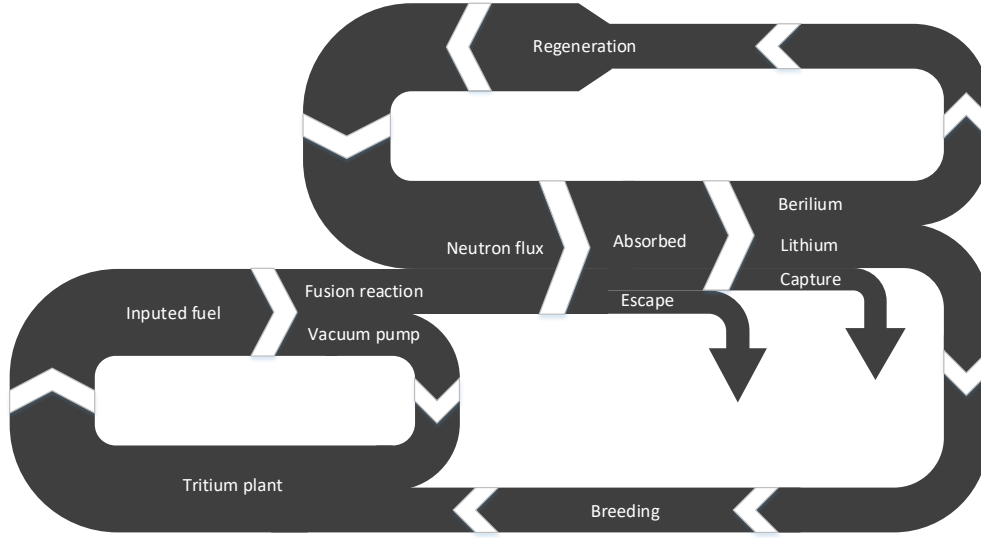 Regeneration
Berilium
Neutron flux
Absorbed
Lithium
Capture
Fusion reaction
Escape
Inputed fuel
Vacuum pump
Tritium plant
Breeding